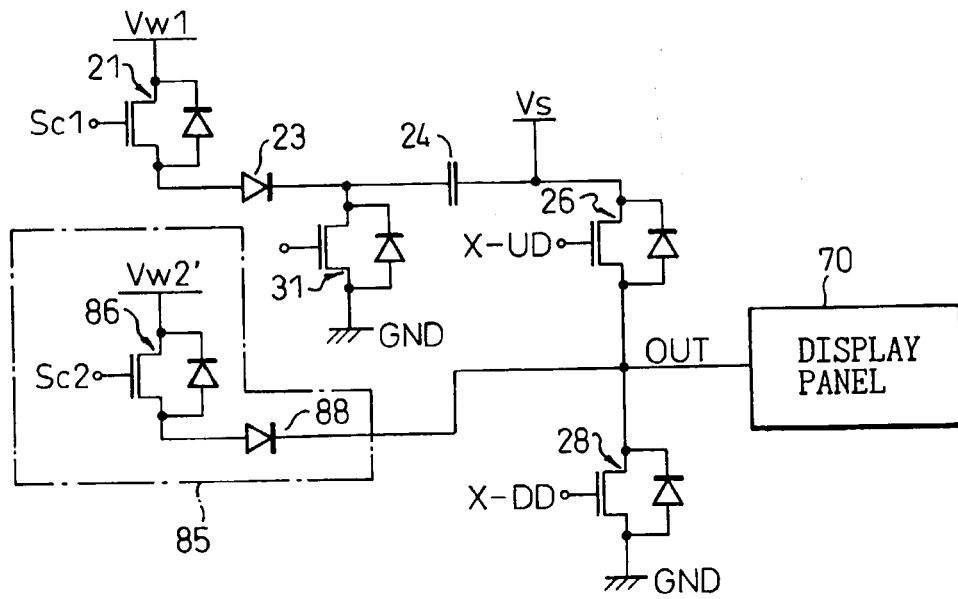 Vw1
21
Sc1
23
24
Vs
26
X-UD
31
GND
Vw2'
86
Sc2
88
85
OUT
70
DISPLAY
PANEL
28
X-DD
GND